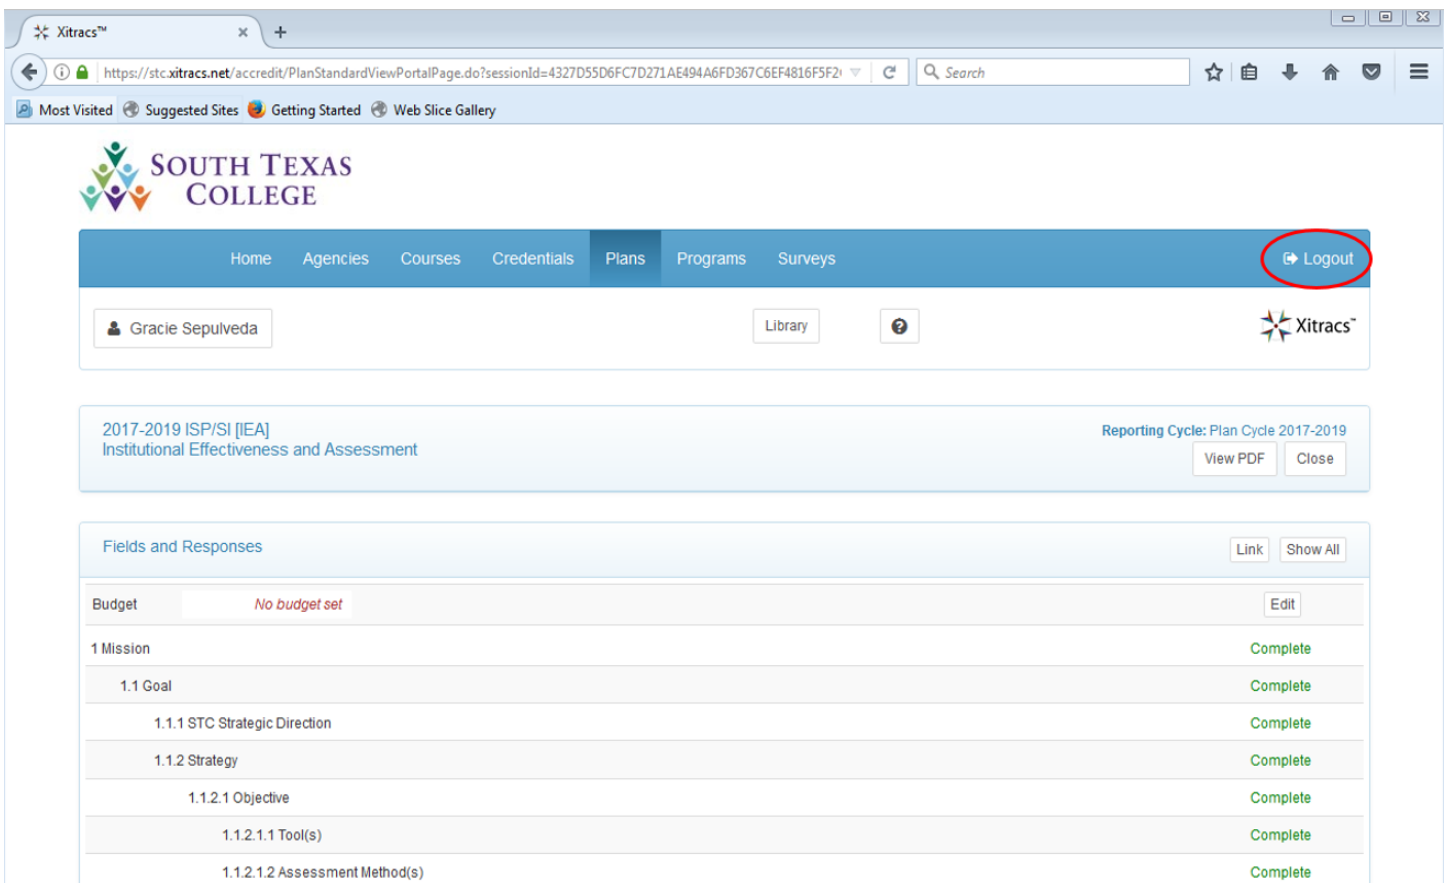 Xitracs™
https://stc.xitracs.net/accredit/PlanStandardViewPortalPage.do?sessionId=4327D55D6FC7D271AE494A6FD367C6EF4816F5F2
Search
Most Visited Suggested Sites Getting Started Web Slice Gallery
SOUTH TEXAS
COLLEGE
Home Agencies Courses Credentials Plans Programs Surveys Logout
Gracie Sepulveda Library Xitracs™
2017-2019 ISP/SI [IEA]
Institutional Effectiveness and Assessment
Reporting Cycle: Plan Cycle 2017-2019
View PDF Close
Fields and Responses Link Show All
Budget No budget set Edit
1 Mission Complete
1.1 Goal Complete
1.1.1 STC Strategic Direction Complete
1.1.2 Strategy Complete
1.1.2.1 Objective Complete
1.1.2.1.1 Tool(s) Complete
1.1.2.1.2 Assessment Method(s) Complete